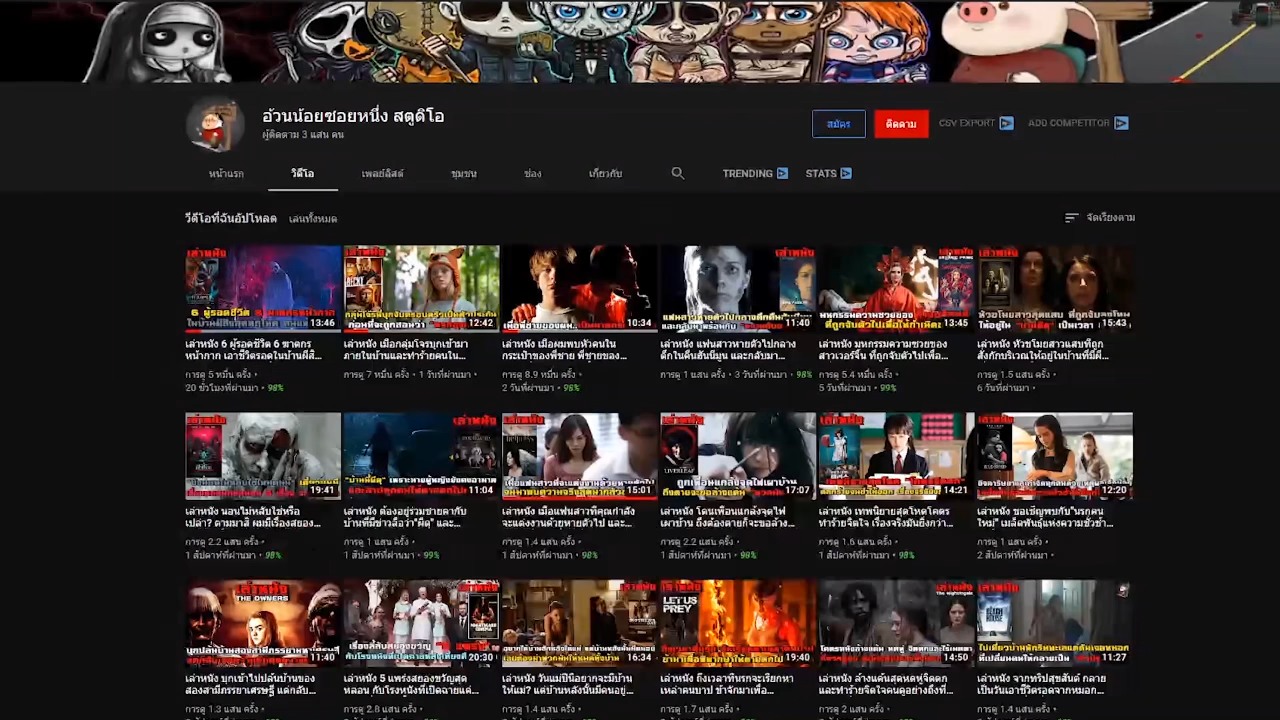 อ้วนน้อยซอยหนึ่ง สตูดิโอ
ผู้ติดตาม 3 แสน คน
สมัคร
ติดตาม
CSV EXPORT
ADD COMPETITOR
หน้าแรก
วิดีโอ
เพลย์ลิสต์
ชุมชน
ช่อง
เกี่ยวกับ
TRENDING
STATS
วิดีโอที่ฉันอัปโหลด
เล่นทั้งหมด
จัดเรียงตาม
13:46
12:42
10:34
11:40
13:45
15:43
เล่าหนัง 6 ผู้รอดชีวิต 6 ฆาตกร
หน้ากาก เอาชีวิตรอดในบ้านผีสิ...
การดู 5 หมื่น ครั้ง •
20 ชั่วโมงที่ผ่านมา • 98%
เล่าหนัง เมื่อกลุ่มโจรบุกเข้ามา
ภายในบ้านและทำร้ายคนใน...
การดู 7 หมื่น ครั้ง • 1 วันที่ผ่านมา •
เล่าหนัง เมื่อผมพบหัวคนใน
กระเป๋าของพี่ชาย พี่ชายของ...
การดู 8.9 หมื่น ครั้ง •
2 วันที่ผ่านมา • 98%
เล่าหนัง แฟนสาวหายตัวไปกลาง
ดึกในคืนฮันนีมูน และกลับมา...
การดู 1 แสน ครั้ง • 3 วันที่ผ่านมา • 98%
เล่าหนัง มหกรรมความซวยของ
สาวเวอร์จิ้น ที่ถูกจับตัวไปเพื่อ...
การดู 5.4 หมื่น ครั้ง •
5 วันที่ผ่านมา • 99%
เล่าหนัง หัวขโมยสาวแสบที่ถูก
สั่งกักบริเวณให้อยู่ในบ้านที่มีผี...
การดู 1.5 แสน ครั้ง •
6 วันที่ผ่านมา •
19:41
11:04
15:01
17:07
14:21
12:20
เล่าหนัง นอนไม่หลับใช่หรือ
เปล่า? ตามมาสิ ผมมีเรื่องสยอง...
การดู 2.2 แสน ครั้ง •
1 สัปดาห์ที่ผ่านมา • 98%
เล่าหนัง ต้องอยู่ร่วมชายคากับ
บ้านที่มีชาวลือว่า"ผีดุ" และ...
การดู 1 แสน ครั้ง •
1 สัปดาห์ที่ผ่านมา • 99%
เล่าหนัง เมื่อแฟนสาวที่คุณกำลัง
จะแต่งงานด้วยหายตัวไป และ...
การดู 1.4 แสน ครั้ง •
1 สัปดาห์ที่ผ่านมา • 98%
เล่าหนัง โดนเพื่อนแกล้งจุดไฟ
เผาบ้าน ถึงต้องตายก็จะขอล้าง...
การดู 2.2 แสน ครั้ง •
1 สัปดาห์ที่ผ่านมา • 98%
เล่าหนัง เทพนิยายสุดโหดโคตร
ทำร้ายจิตใจ เรื่องจริงมันยิ่งกว่า...
การดู 1.6 แสน ครั้ง •
1 สัปดาห์ที่ผ่านมา • 98%
เล่าหนัง ขอเชิญพบกับ"นรกคน
ใหม่" เมล็ดพันธุ์แห่งความชั่วช้า...
การดู 1 แสน ครั้ง •
2 สัปดาห์ที่ผ่านมา •
เล่าหนัง
THE OWNERS
11:40
20:30
16:34
LET US
PREY
19:40
14:50
11:27
เล่าหนัง บุกเข้าไปปล้นบ้านของ
สองสามีภรรยาเศรษฐี แต่กลับ...
การดู 1.3 แสน ครั้ง •
เล่าหนัง 5 แพร่งสยองขวัญสุด
หลอน กับโรงหนังที่เปิดฉายแค่...
การดู 2.8 แสน ครั้ง •
เล่าหนัง วันแม่ปีนี้อยากจะมีบ้าน
ให้แม่? แต่บ้านหลังนั้นมีคนอยู่...
การดู 1.4 แสน ครั้ง •
เล่าหนัง ถึงเวลาที่นรกจะเรียกหา
เหล่าคนบาป ข้าจักมาเพื่อ...
การดู 1.7 แสน ครั้ง •
เล่าหนัง ล้างแค้นสุดหดหู่จิตตก
และทำร้ายจิตใจคนดูอย่างถึงที่...
การดู 2 แสน ครั้ง •
เล่าหนัง จากทริปสุขสันต์ กลาย
เป็นวันเอาชีวิตรอดจากหมอก...
การดู 1.4 แสน ครั้ง •